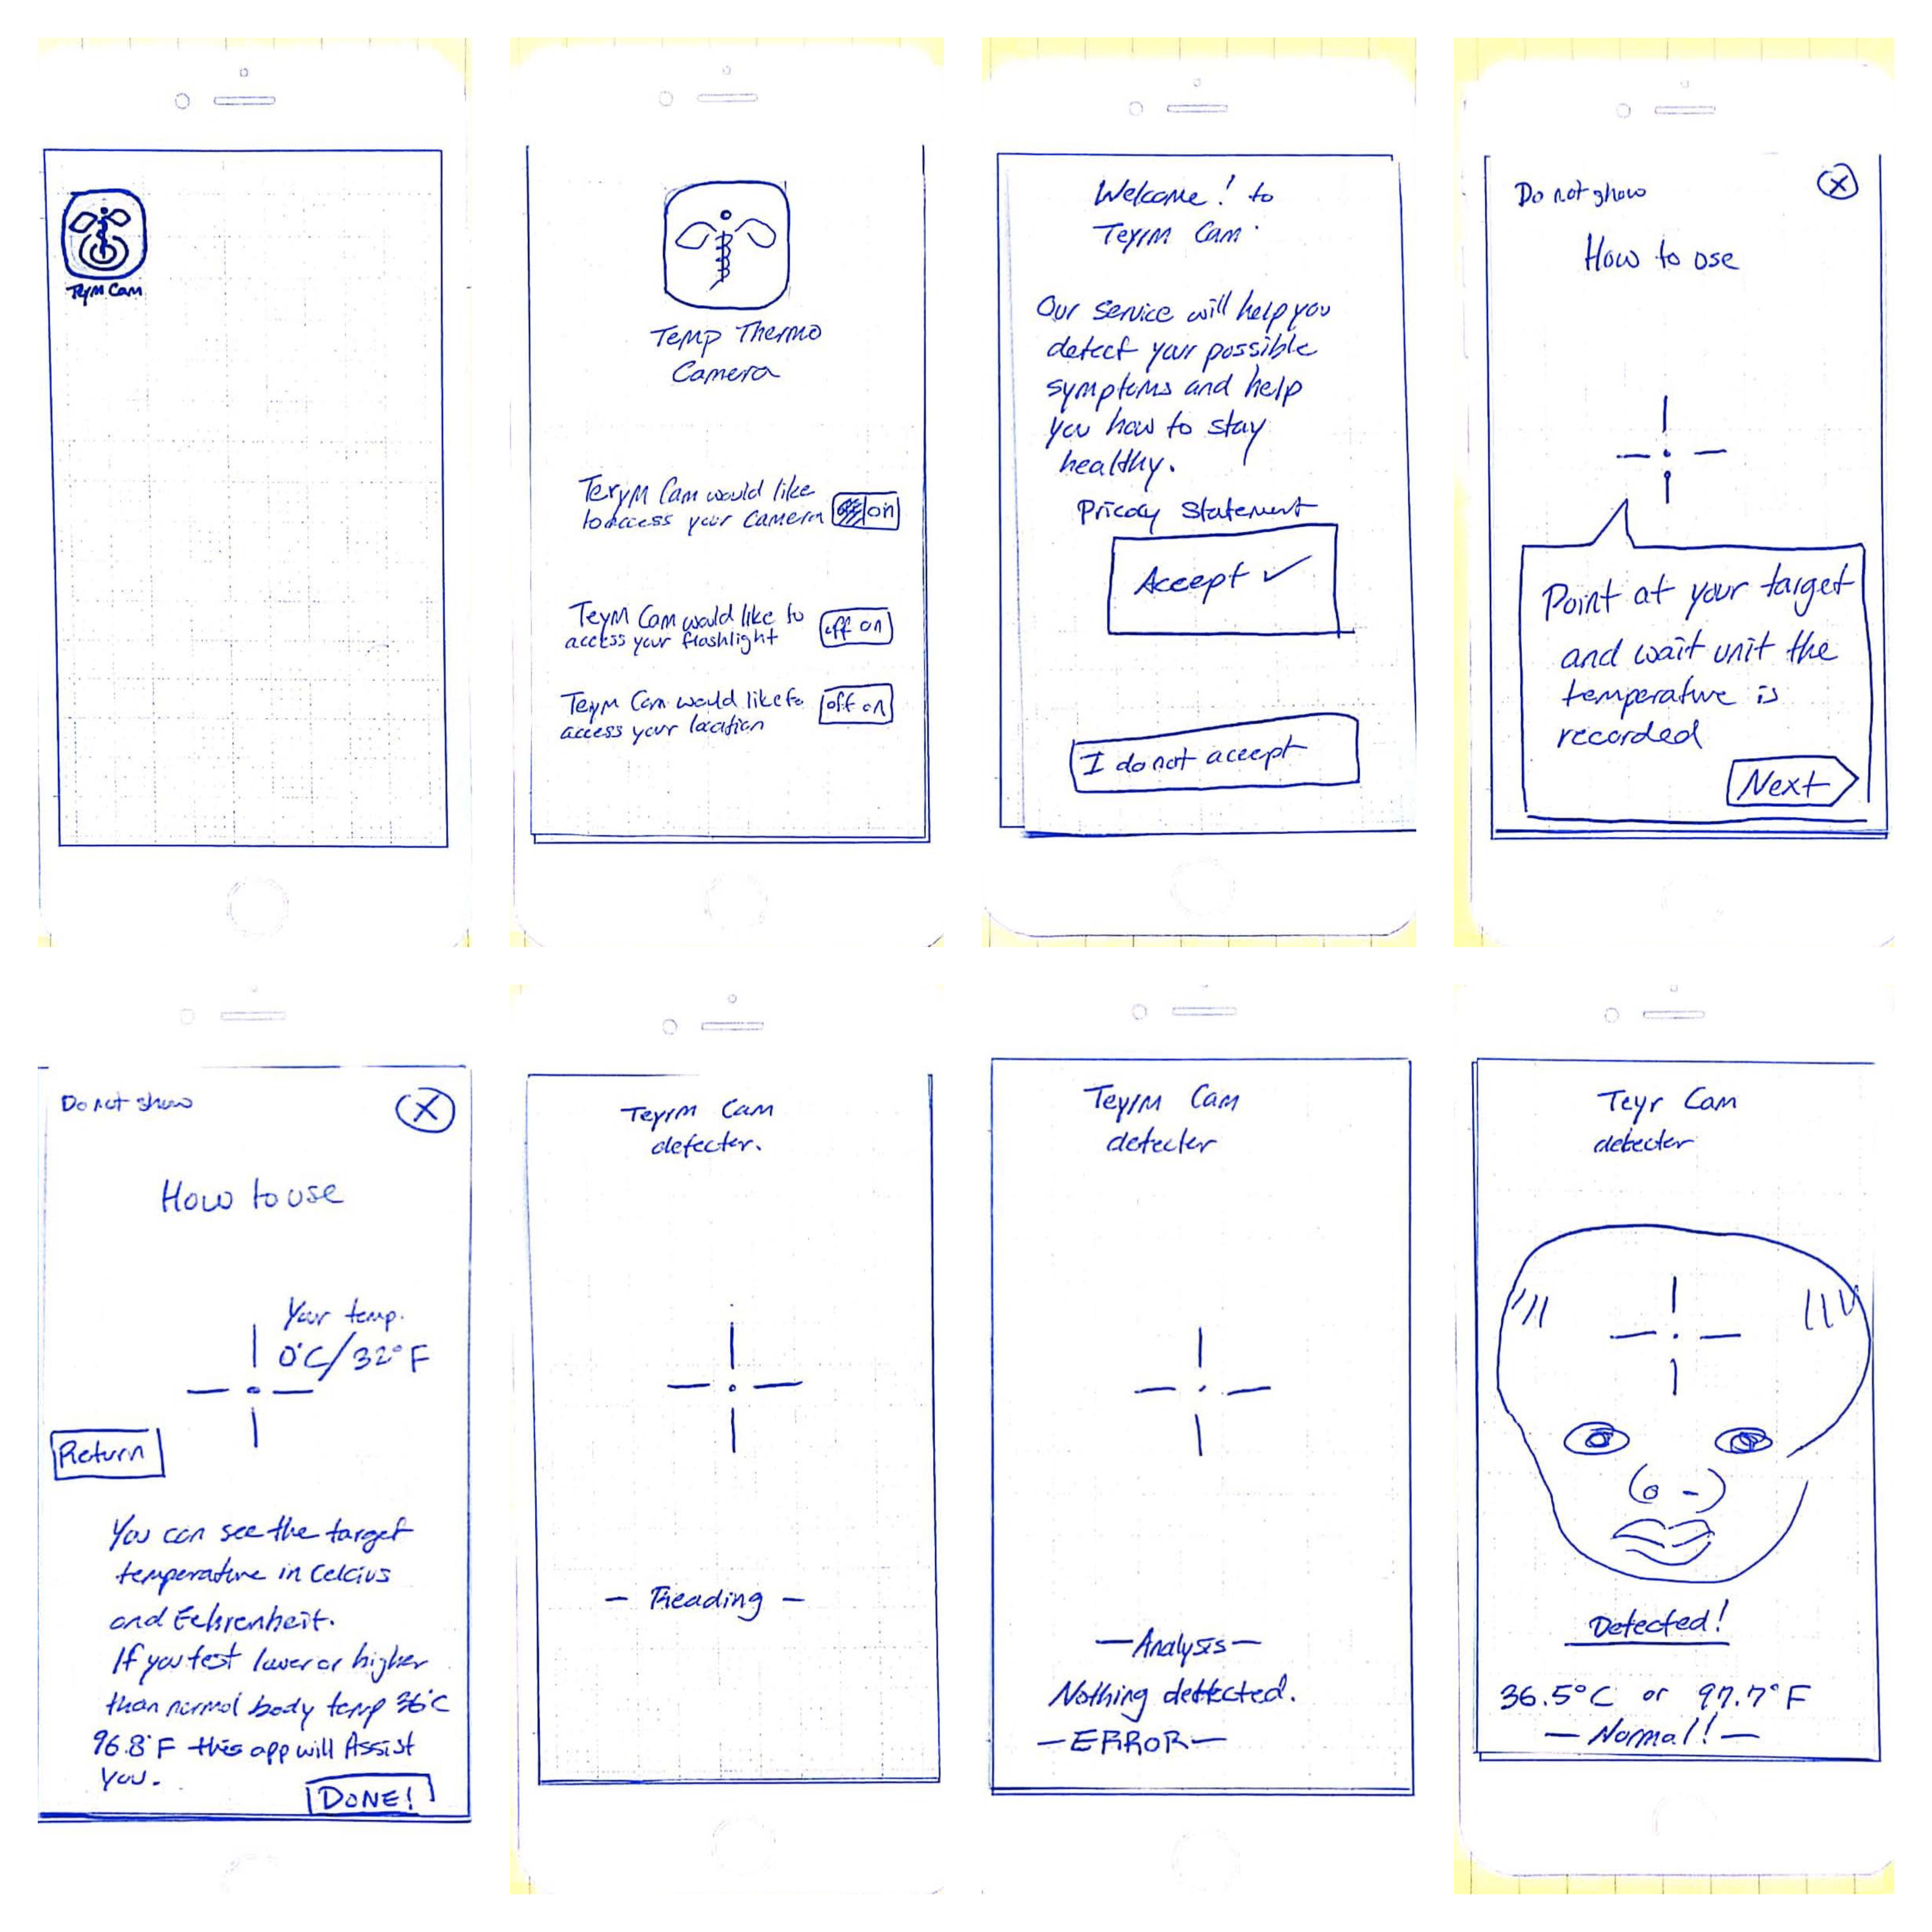 TeyM Cam
Temp Thermo
Camera
TeryM Cam would like
to access your camera
on
TeyM Cam would like to
access your flashlight
off on
Teym Cam would like to
access your location
off on
Welcome! to
TeyrM Cam.
Our service will help you
detect your possible
symptoms and help
you how to stay
healthy.
Pricacy Statement
Accept ✓
I do not accept
Do not show
X
How to use
Point at your target
and wait unit the
temperature is
recorded
Next
Do not show
X
How to use
Your temp.
0°C/32°F
Return
You can see the target
temperature in Celcius
and Fehrenheit.
If you test lower or higher
than normal body temp 36°C
96.8°F this app will Assist
you.
DONE!
TeyrM Cam
detecter.
- Reading -
TeyrM Cam
detecter
- Analysis -
Nothing dettected.
- ERROR -
Teyr Cam
detecter
Detected!
36.5°C or 97.7°F
- Normal! -